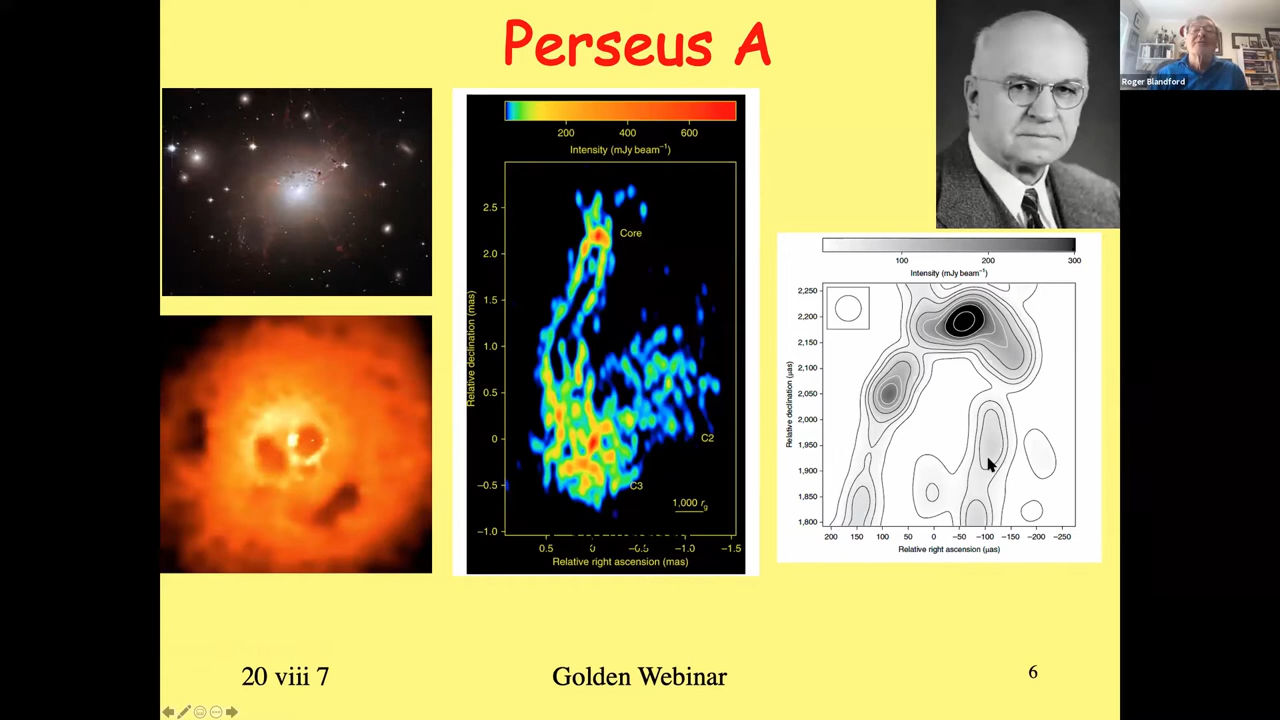 Perseus A
Roger Blandford
200 400 600
Intensity (mJy beam⁻¹)
Relative declination (mas)
2.5
2.0
1.5
1.0
0.5
0
−0.5
−1.0
Core
C2
C3
1,000 rg
0.5 0 −0.5 −1.0 −1.5
Relative right ascension (mas)
100 200 300
Intensity (mJy beam⁻¹)
Relative declination (μas)
2,250
2,200
2,150
2,100
2,050
2,000
1,950
1,900
1,850
1,800
200 150 100 50 0 −50 −100 −150 −200 −250
Relative right ascension (μas)
20 viii 7
Golden Webinar
6